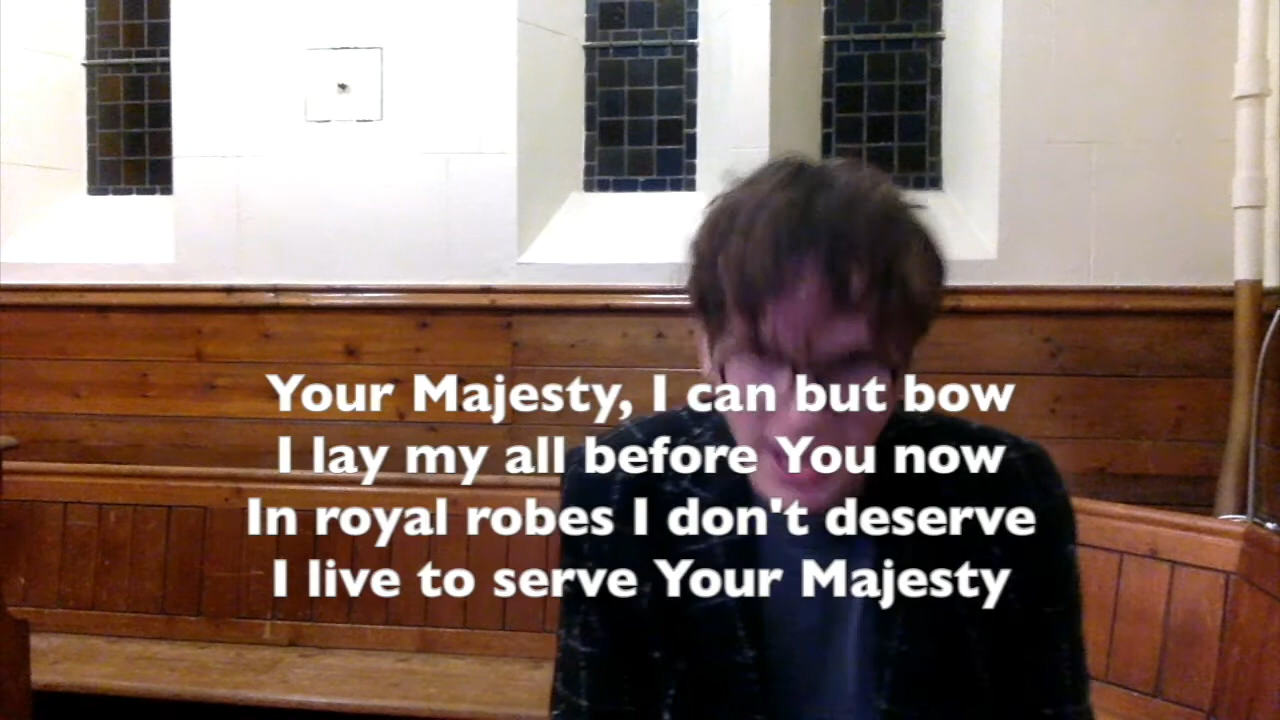 Your Majesty, I can but bow
I lay my all before You now
In royal robes I don't deserve
I live to serve Your Majesty